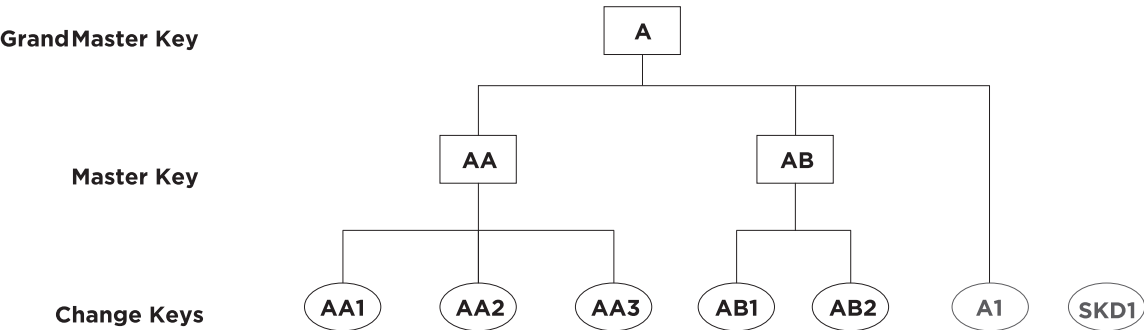 GrandMaster Key
A
Master Key
AA
AB
Change Keys
AA1
AA2
AA3
AB1
AB2
A1
SKD1